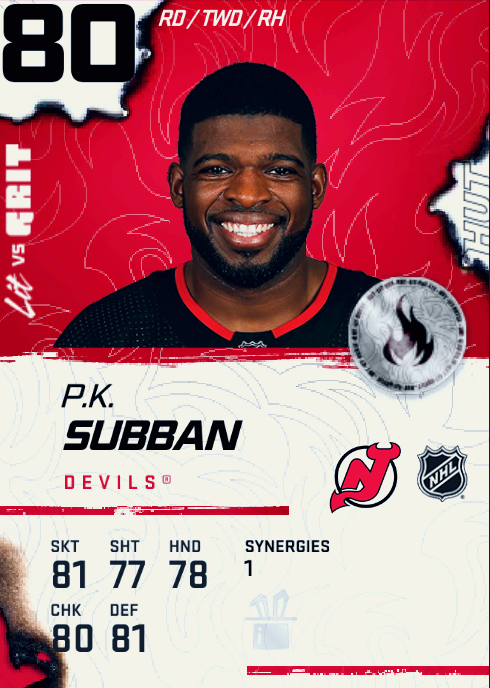 80
RD / TWD / RH
Lit vs GRIT
HUT
P.K.
SUBBAN
DEVILS®
NHL
SKT SHT HND SYNERGIES
81 77 78 1
CHK DEF
80 81